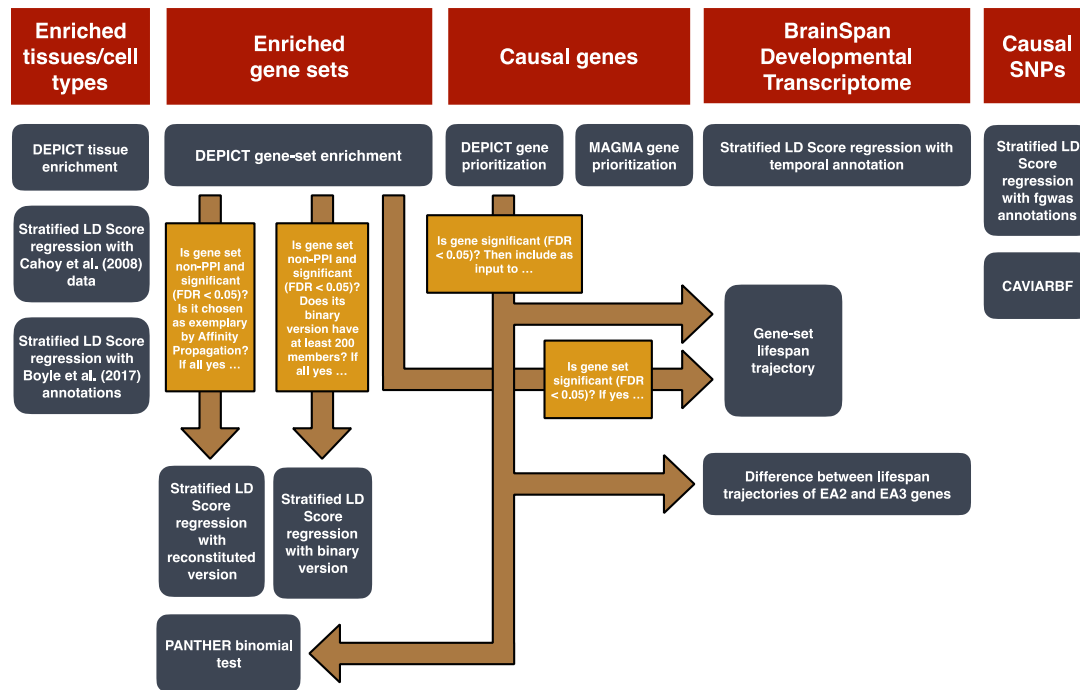 Enriched
tissues/cell
types
Enriched
gene sets
Causal genes
BrainSpan
Developmental
Transcriptome
Causal
SNPs
DEPICT tissue
enrichment
DEPICT gene-set enrichment
DEPICT gene
prioritization
MAGMA gene
prioritization
Stratified LD Score regression with
temporal annotation
Stratified LD
Score
regression
with fgwas
annotations
Stratified LD Score
regression with
Cahoy et al. (2008)
data
Is gene set
non-PPI and
significant
(FDR < 0.05)?
Is it chosen
as exemplary
by Affinity
Propagation?
If all yes ...
Is gene set
non-PPI and
significant
(FDR < 0.05)?
Does its
binary
version have
at least 200
members? If
all yes ...
Is gene significant (FDR
< 0.05)? Then include as
input to ...
CAVIARBF
Stratified LD Score
regression with
Boyle et al. (2017)
annotations
Gene-set
lifespan
trajectory
Is gene set
significant (FDR
< 0.05)? If yes ...
Stratified LD
Score
regression
with
reconstituted
version
Stratified LD
Score
regression
with binary
version
Difference between lifespan
trajectories of EA2 and EA3 genes
PANTHER binomial
test